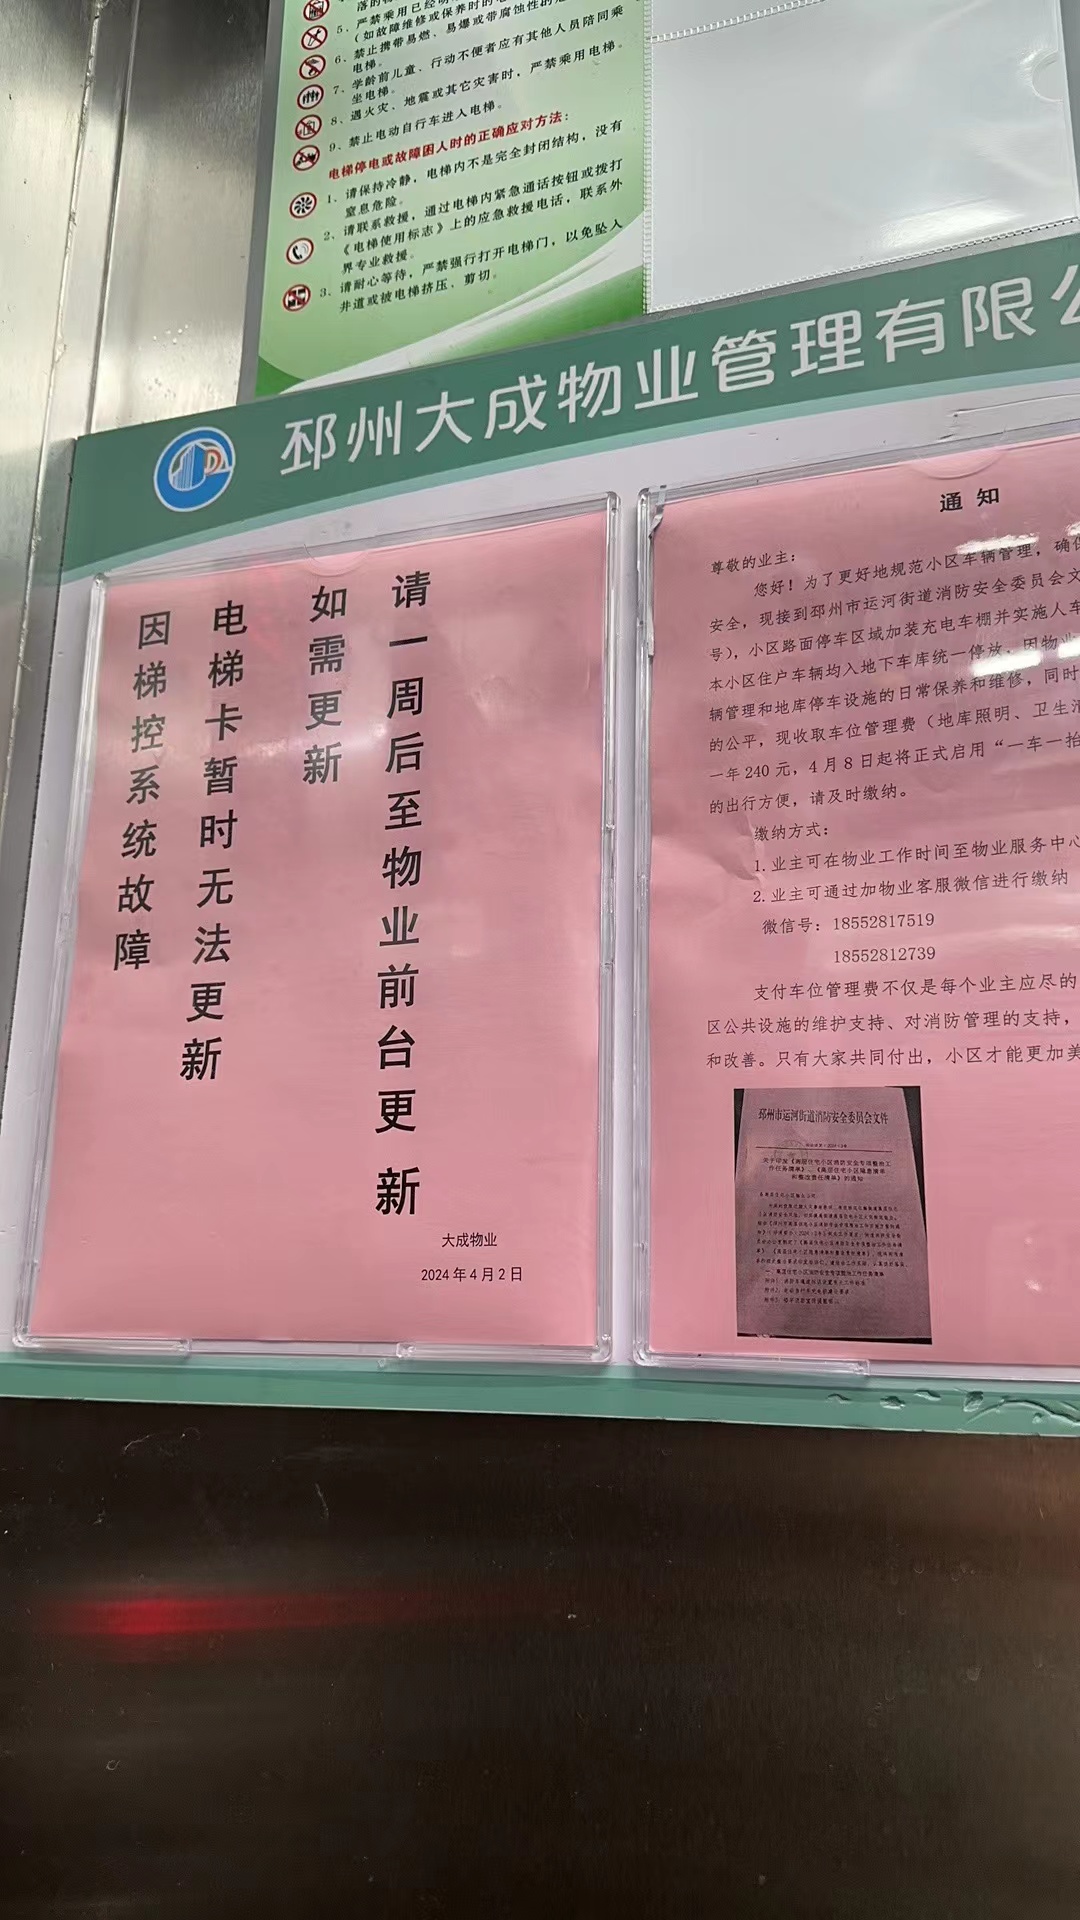 5、严禁乘用已经明
（如故障维修或保养时的电
6、禁止携带易燃、易爆或带腐蚀性的
电梯。
7、学龄前儿童、行动不便者应有其他人员陪同乘
坐电梯。
8、遇火灾、地震或其它灾害时，严禁乘用电梯。
9、禁止电动自行车进入电梯。
电梯停电或故障困人时的正确应对方法：
1、请保持冷静，电梯内不是完全封闭结构，没有
窒息危险。
2、请联系救援，通过电梯内紧急通话按钮或拨打
《电梯使用标志》上的应急救援电话，联系外
界专业救援。
3、请耐心等待，严禁强行打开电梯门，以免坠入
井道或被电梯挤压、剪切。
邳州大成物业管理有限公
因梯控系统故障
电梯卡暂时无法更新
如需更新
请一周后至物业前台更新
大成物业
2024年4月2日
通知
尊敬的业主：
您好！为了更好地规范小区车辆管理，确保
安全，现接到邳州市运河街道消防安全委员会文
号），小区路面停车区域加装充电车棚并实施人车
本小区住户车辆均入地下车库统一停放，因物业
辆管理和地库停车设施的日常保养和维修，同时
的公平，现收取车位管理费（地库照明、卫生清
一年240元，4月8日起将正式启用“一车一抬
的出行方便，请及时缴纳。
缴纳方式：
1.业主可在物业工作时间至物业服务中心
2.业主可通过加物业客服微信进行缴纳
微信号：18552817519
18552812739
支付车位管理费不仅是每个业主应尽的
区公共设施的维护支持、对消防管理的支持，
和改善。只有大家共同付出，小区才能更加美
邳州市运河街道消防安全委员会文件